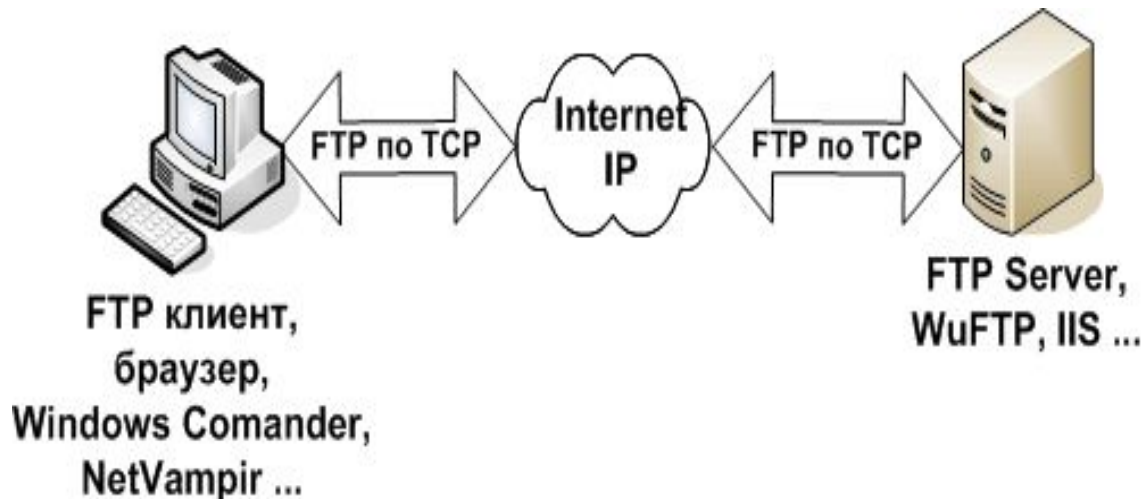 FTP по TCP
Internet
IP
FTP по TCP
FTP клиент,
браузер,
Windows Comander,
NetVampir ...
FTP Server,
WuFTP, IIS ...